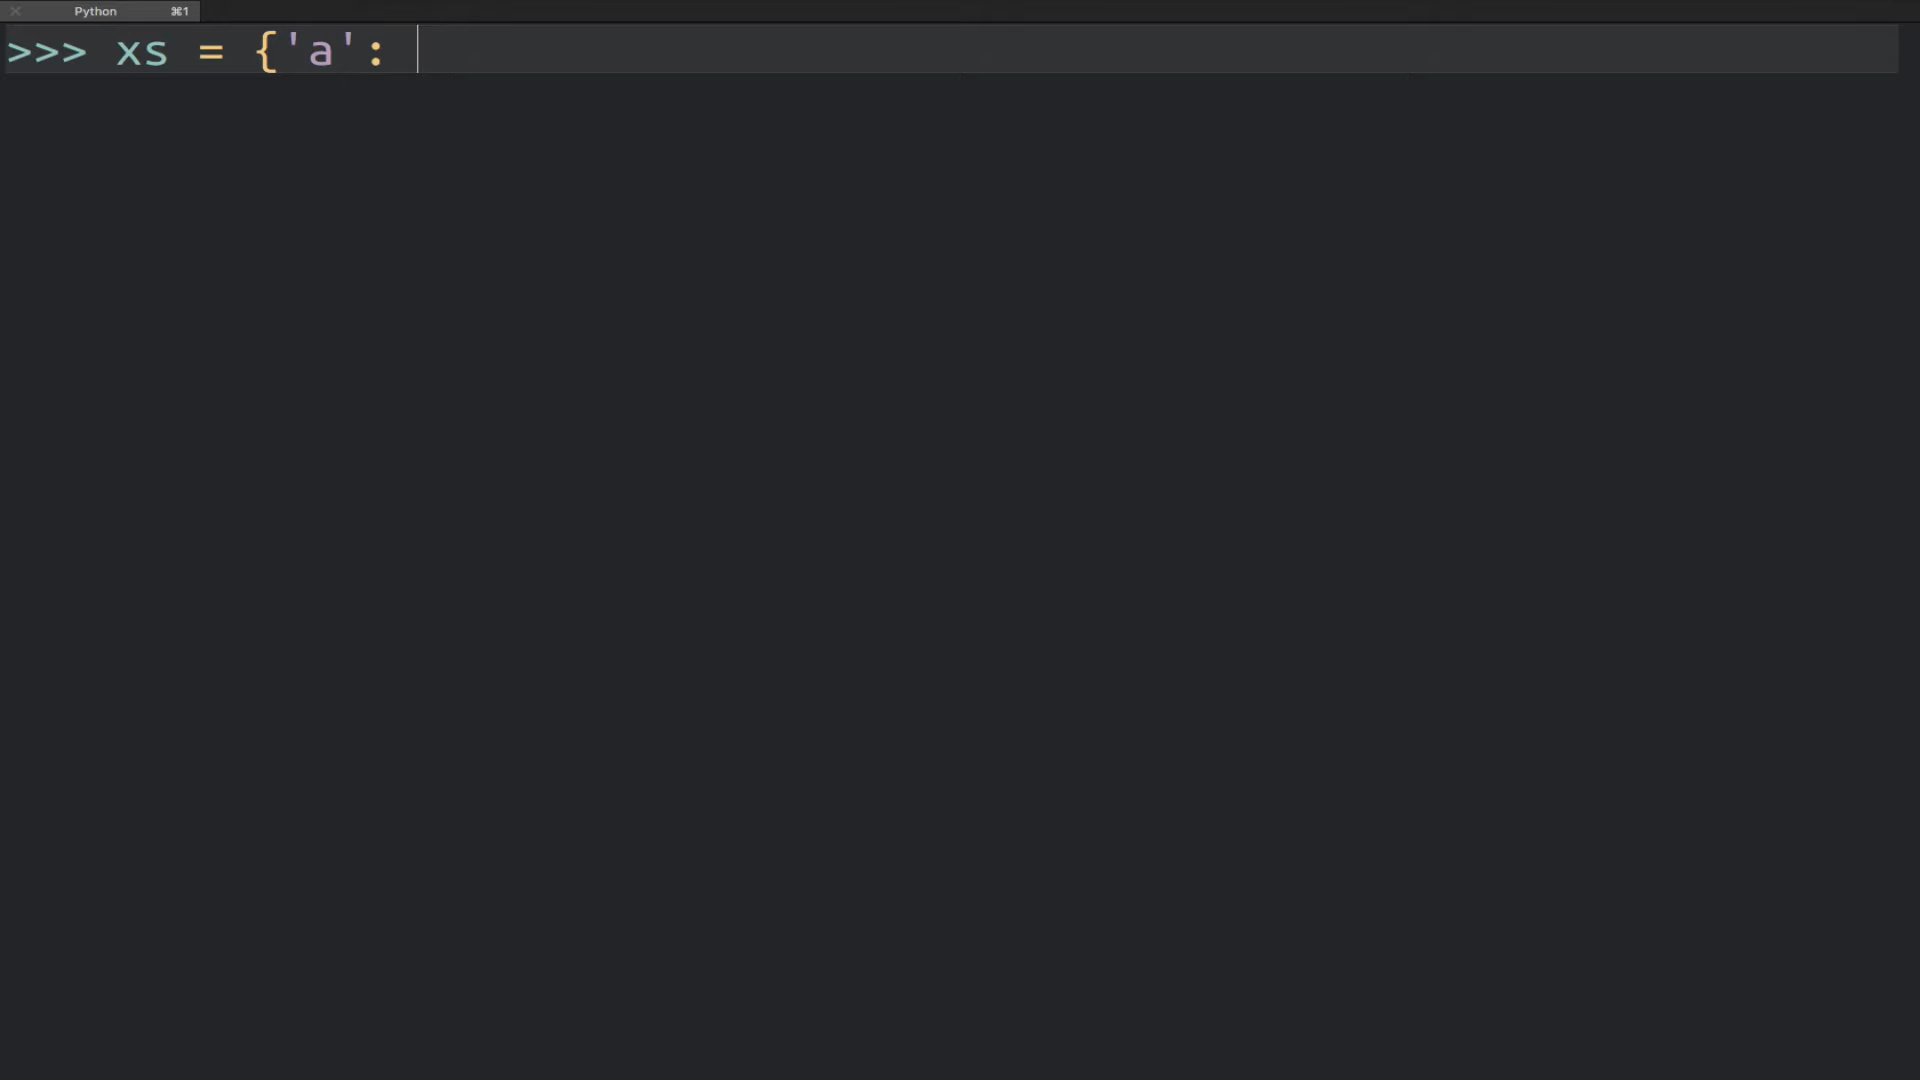 Python ⌘1
>>> xs = {'a':